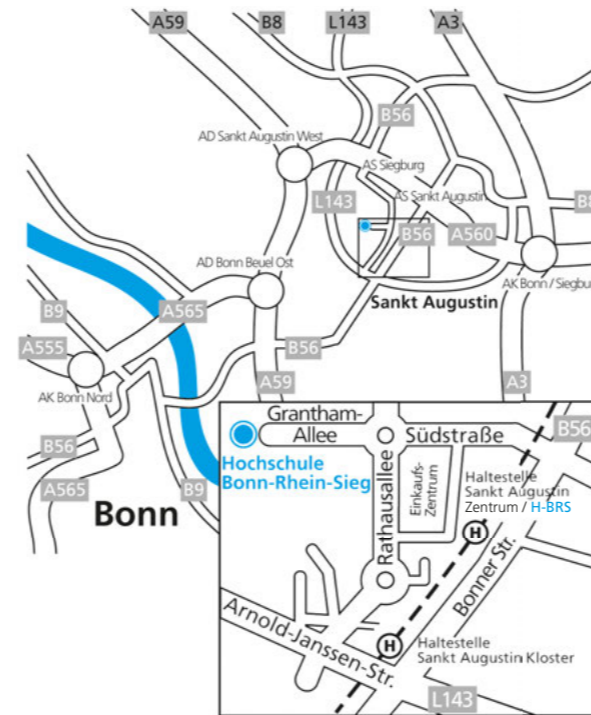 A59
B8
L143
A3
B56
AD Sankt Augustin West
AS Siegburg
AS Sankt Augustin
L143
B56
A560
AD Bonn Beuel Ost
AK Bonn / Siegbu
Sankt Augustin
B9
A565
A555
B56
AK Bonn Nord
A59
A3
B56
A565
B9
Bonn
Grantham-
Allee
Südstraße
B56
Hochschule
Bonn-Rhein-Sieg
Rathausallee
Einkaufs-
Zentrum
Haltestelle
Sankt Augustin
Zentrum / H-BRS
H
Bonner Str.
Arnold-Janssen-Str.
H
Haltestelle
Sankt Augustin Kloster
L143